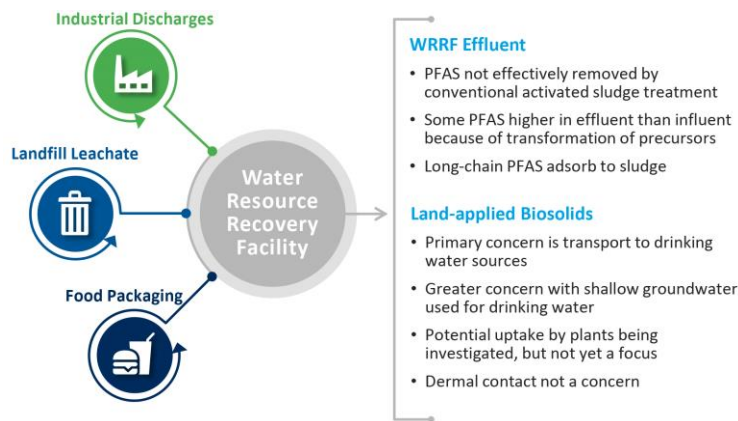 Industrial Discharges
Landfill Leachate
Food Packaging
Water
Resource
Recovery
Facility
WRRF Effluent
• PFAS not effectively removed by
conventional activated sludge treatment
• Some PFAS higher in effluent than influent
because of transformation of precursors
• Long-chain PFAS adsorb to sludge
Land-applied Biosolids
• Primary concern is transport to drinking
water sources
• Greater concern with shallow groundwater
used for drinking water
• Potential uptake by plants being
investigated, but not yet a focus
• Dermal contact not a concern